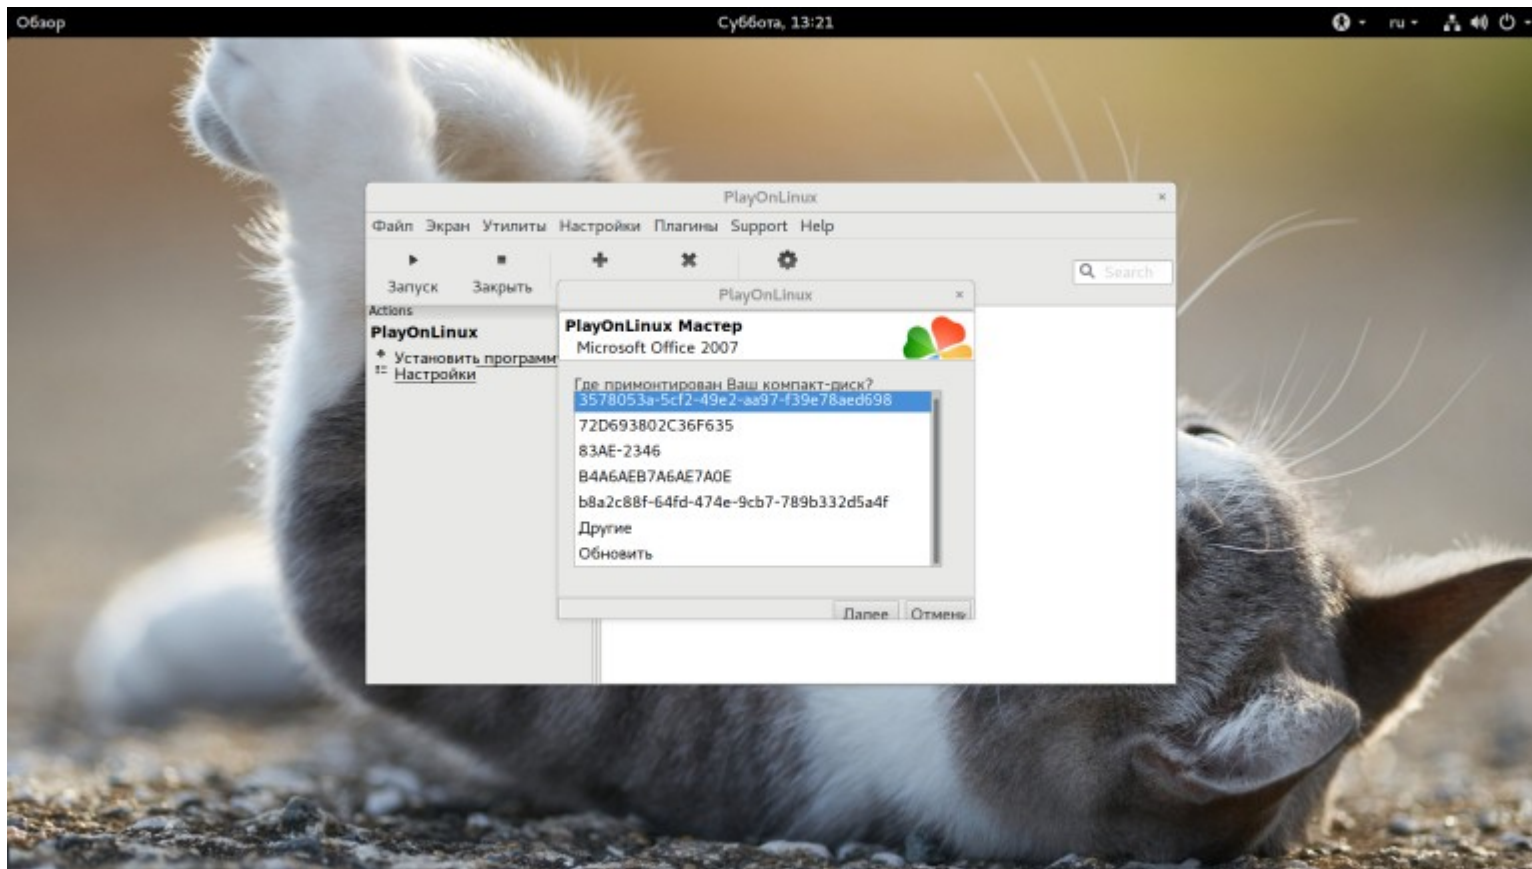 Обзор
Суббота, 13:21
ru
PlayOnLinux
Файл Экран Утилиты Настройки Плагины Support Help
Запуск Закрыть
Search
Actions
PlayOnLinux
Установить програм
Настройки
PlayOnLinux
PlayOnLinux Мастер
Microsoft Office 2007
Где примонтирован Ваш компакт-диск?
3578053a-5cf2-49e2-aa97-f39e78aed698
72D693802C36F635
83AE-2346
B4A6AEB7A6AE7A0E
b8a2c88f-64fd-474e-9cb7-789b332d5a4f
Другие
Обновить
Далее Отмена